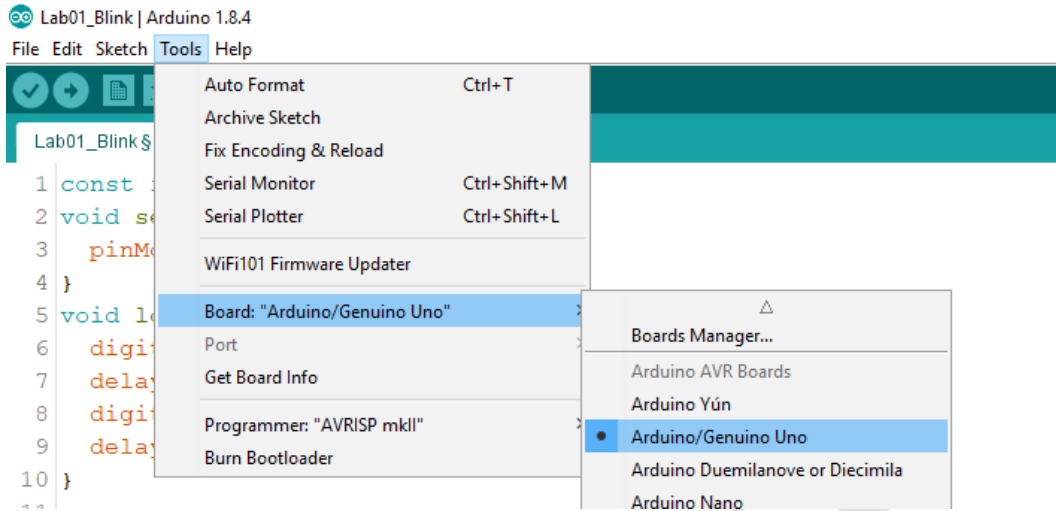 Lab01_Blink | Arduino 1.8.4
File Edit Sketch Tools Help
Lab01_Blink§
1 const
2 void se
3 pinMo
4 }
5 void lo
6 digit
7 delay
8 digit
9 delay
10 }
11
Auto Format Ctrl+T
Archive Sketch
Fix Encoding & Reload
Serial Monitor Ctrl+Shift+M
Serial Plotter Ctrl+Shift+L
WiFi101 Firmware Updater
Board: "Arduino/Genuino Uno"
Port
Get Board Info
Programmer: "AVRISP mkII"
Burn Bootloader
Boards Manager...
Arduino AVR Boards
Arduino Yún
Arduino/Genuino Uno
Arduino Duemilanove or Diecimila
Arduino Nano